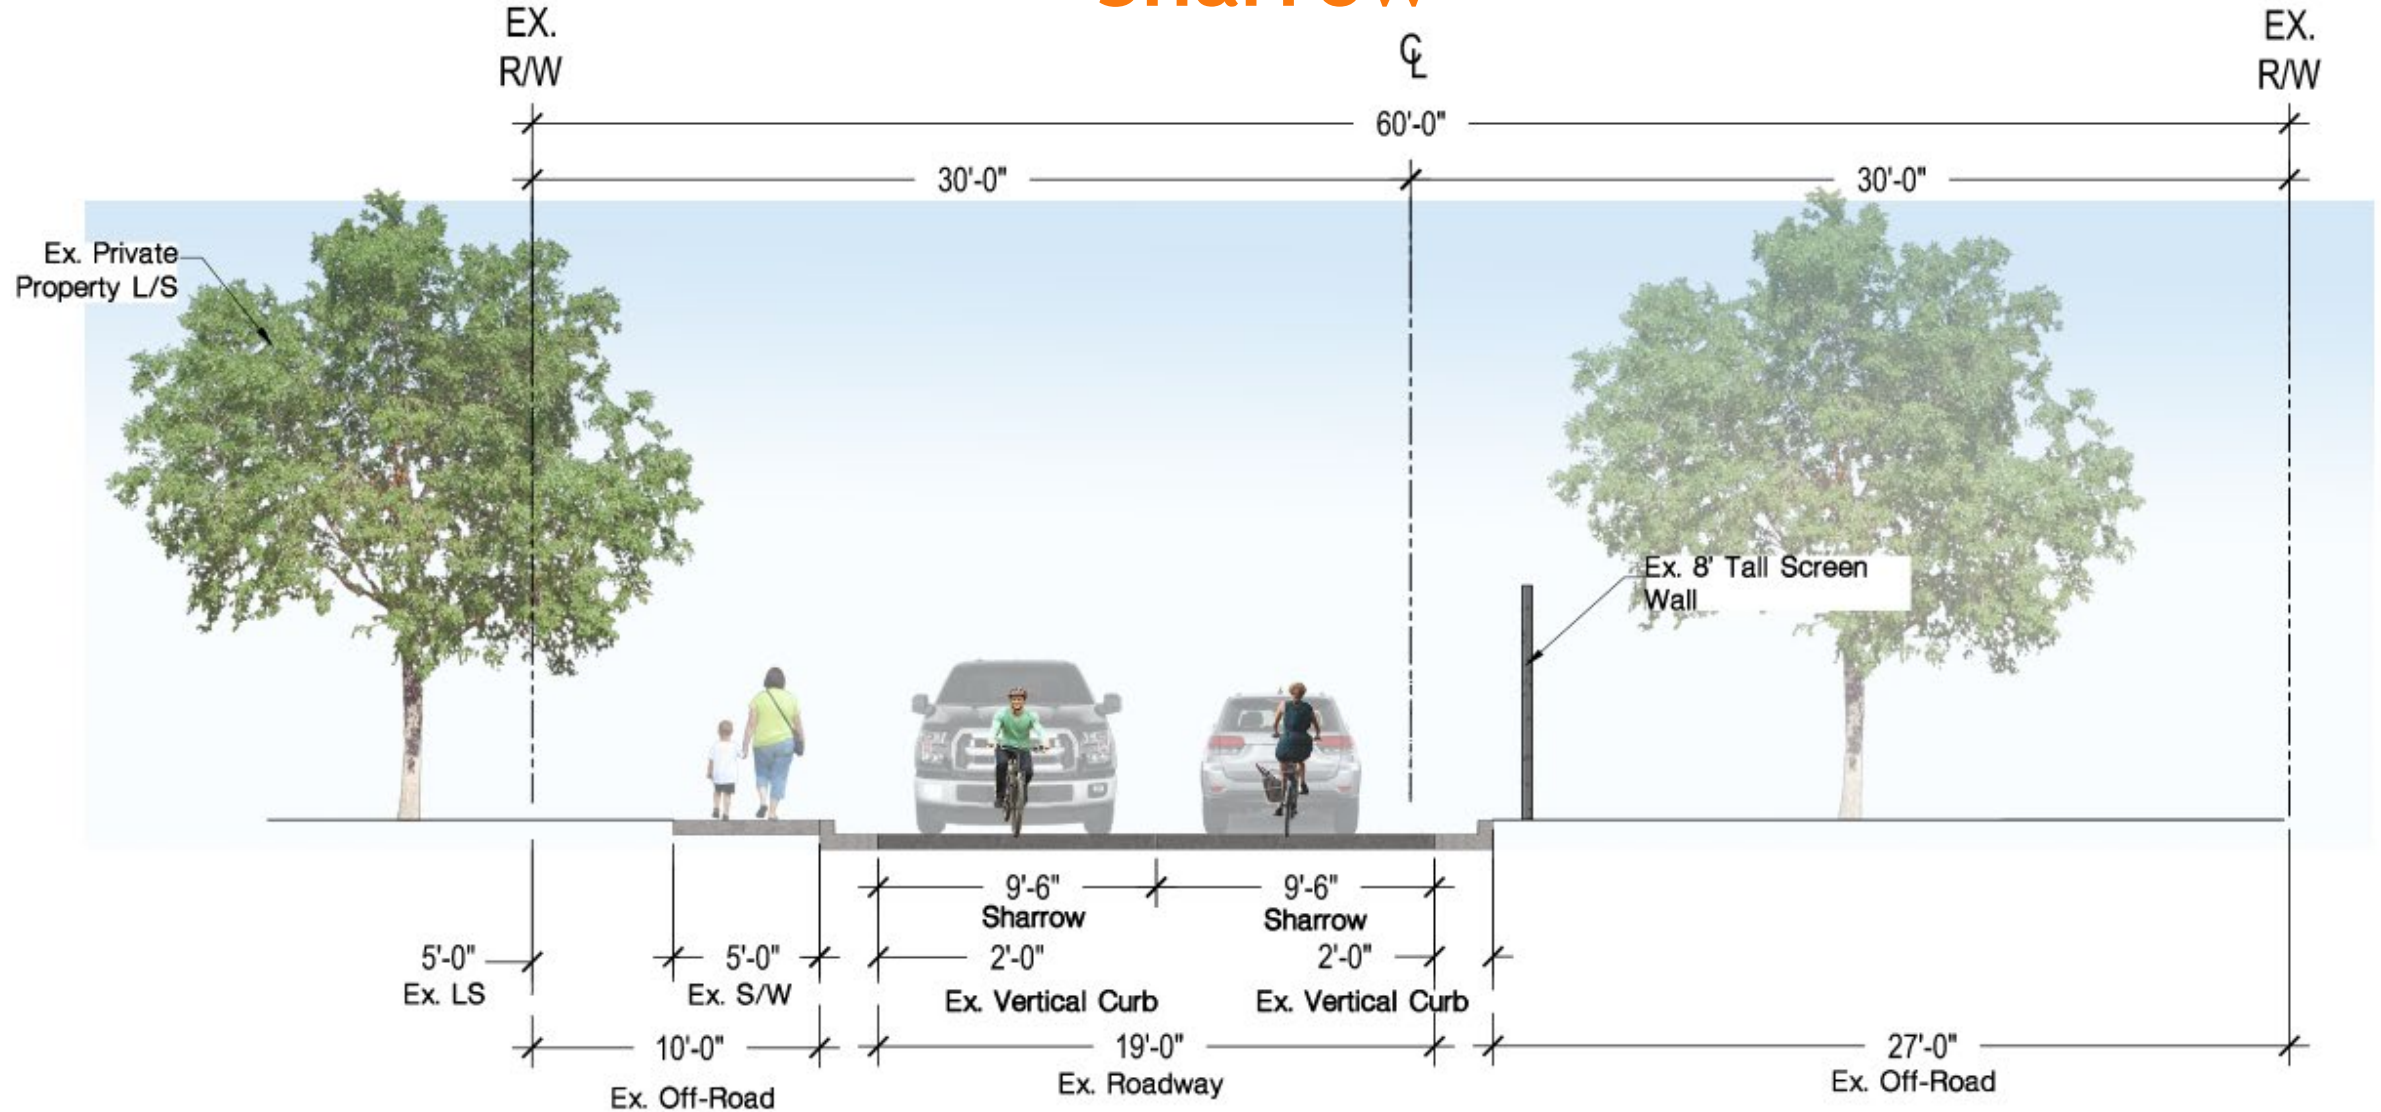 Sharrow
EX.
R/W
CL
EX.
R/W
60'-0"
30'-0"
30'-0"
Ex. Private
Property L/S
Ex. 8' Tall Screen
Wall
9'-6"
Sharrow
9'-6"
Sharrow
5'-0"
Ex. LS
5'-0"
Ex. S/W
2'-0"
Ex. Vertical Curb
2'-0"
Ex. Vertical Curb
10'-0"
Ex. Off-Road
19'-0"
Ex. Roadway
27'-0"
Ex. Off-Road